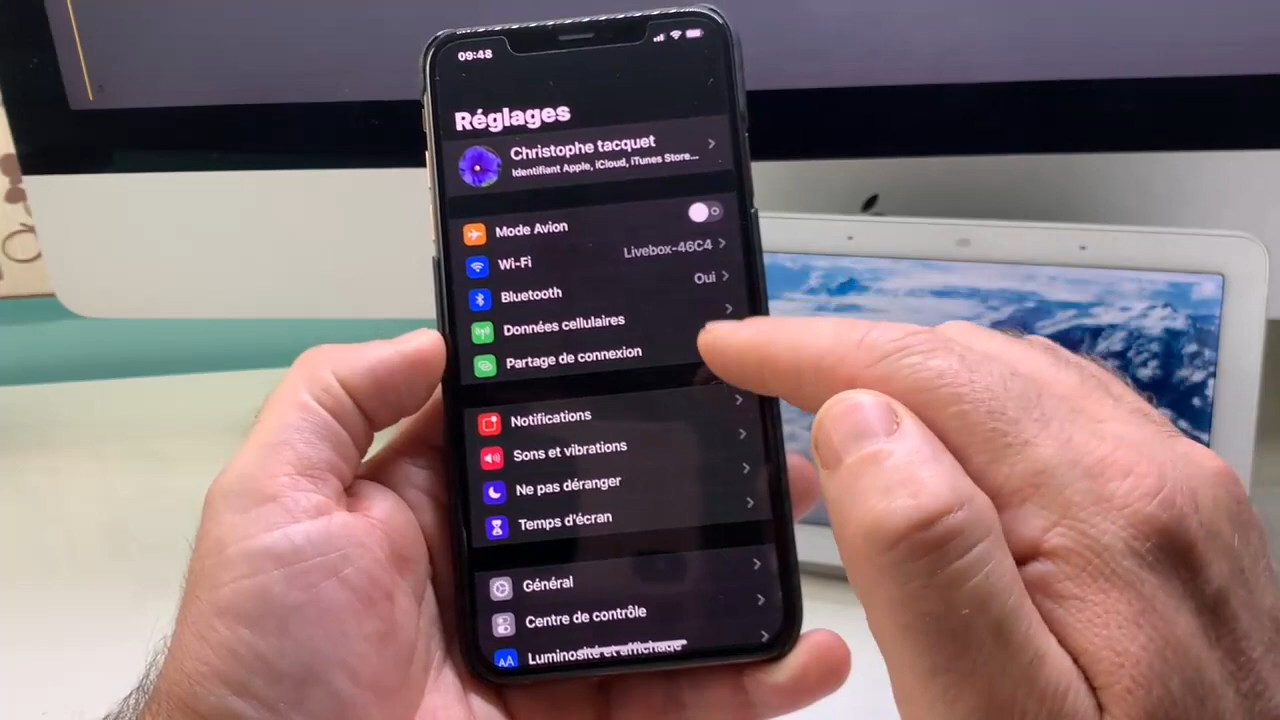 09:48
Réglages
Christophe tacquet
Identifiant Apple, iCloud, iTunes Store...
Mode Avion
Wi-Fi Livebox-46C4
Bluetooth Oui
Données cellulaires
Partage de connexion
Notifications
Sons et vibrations
Ne pas déranger
Temps d'écran
Général
Centre de contrôle
AA Luminosité et affichage